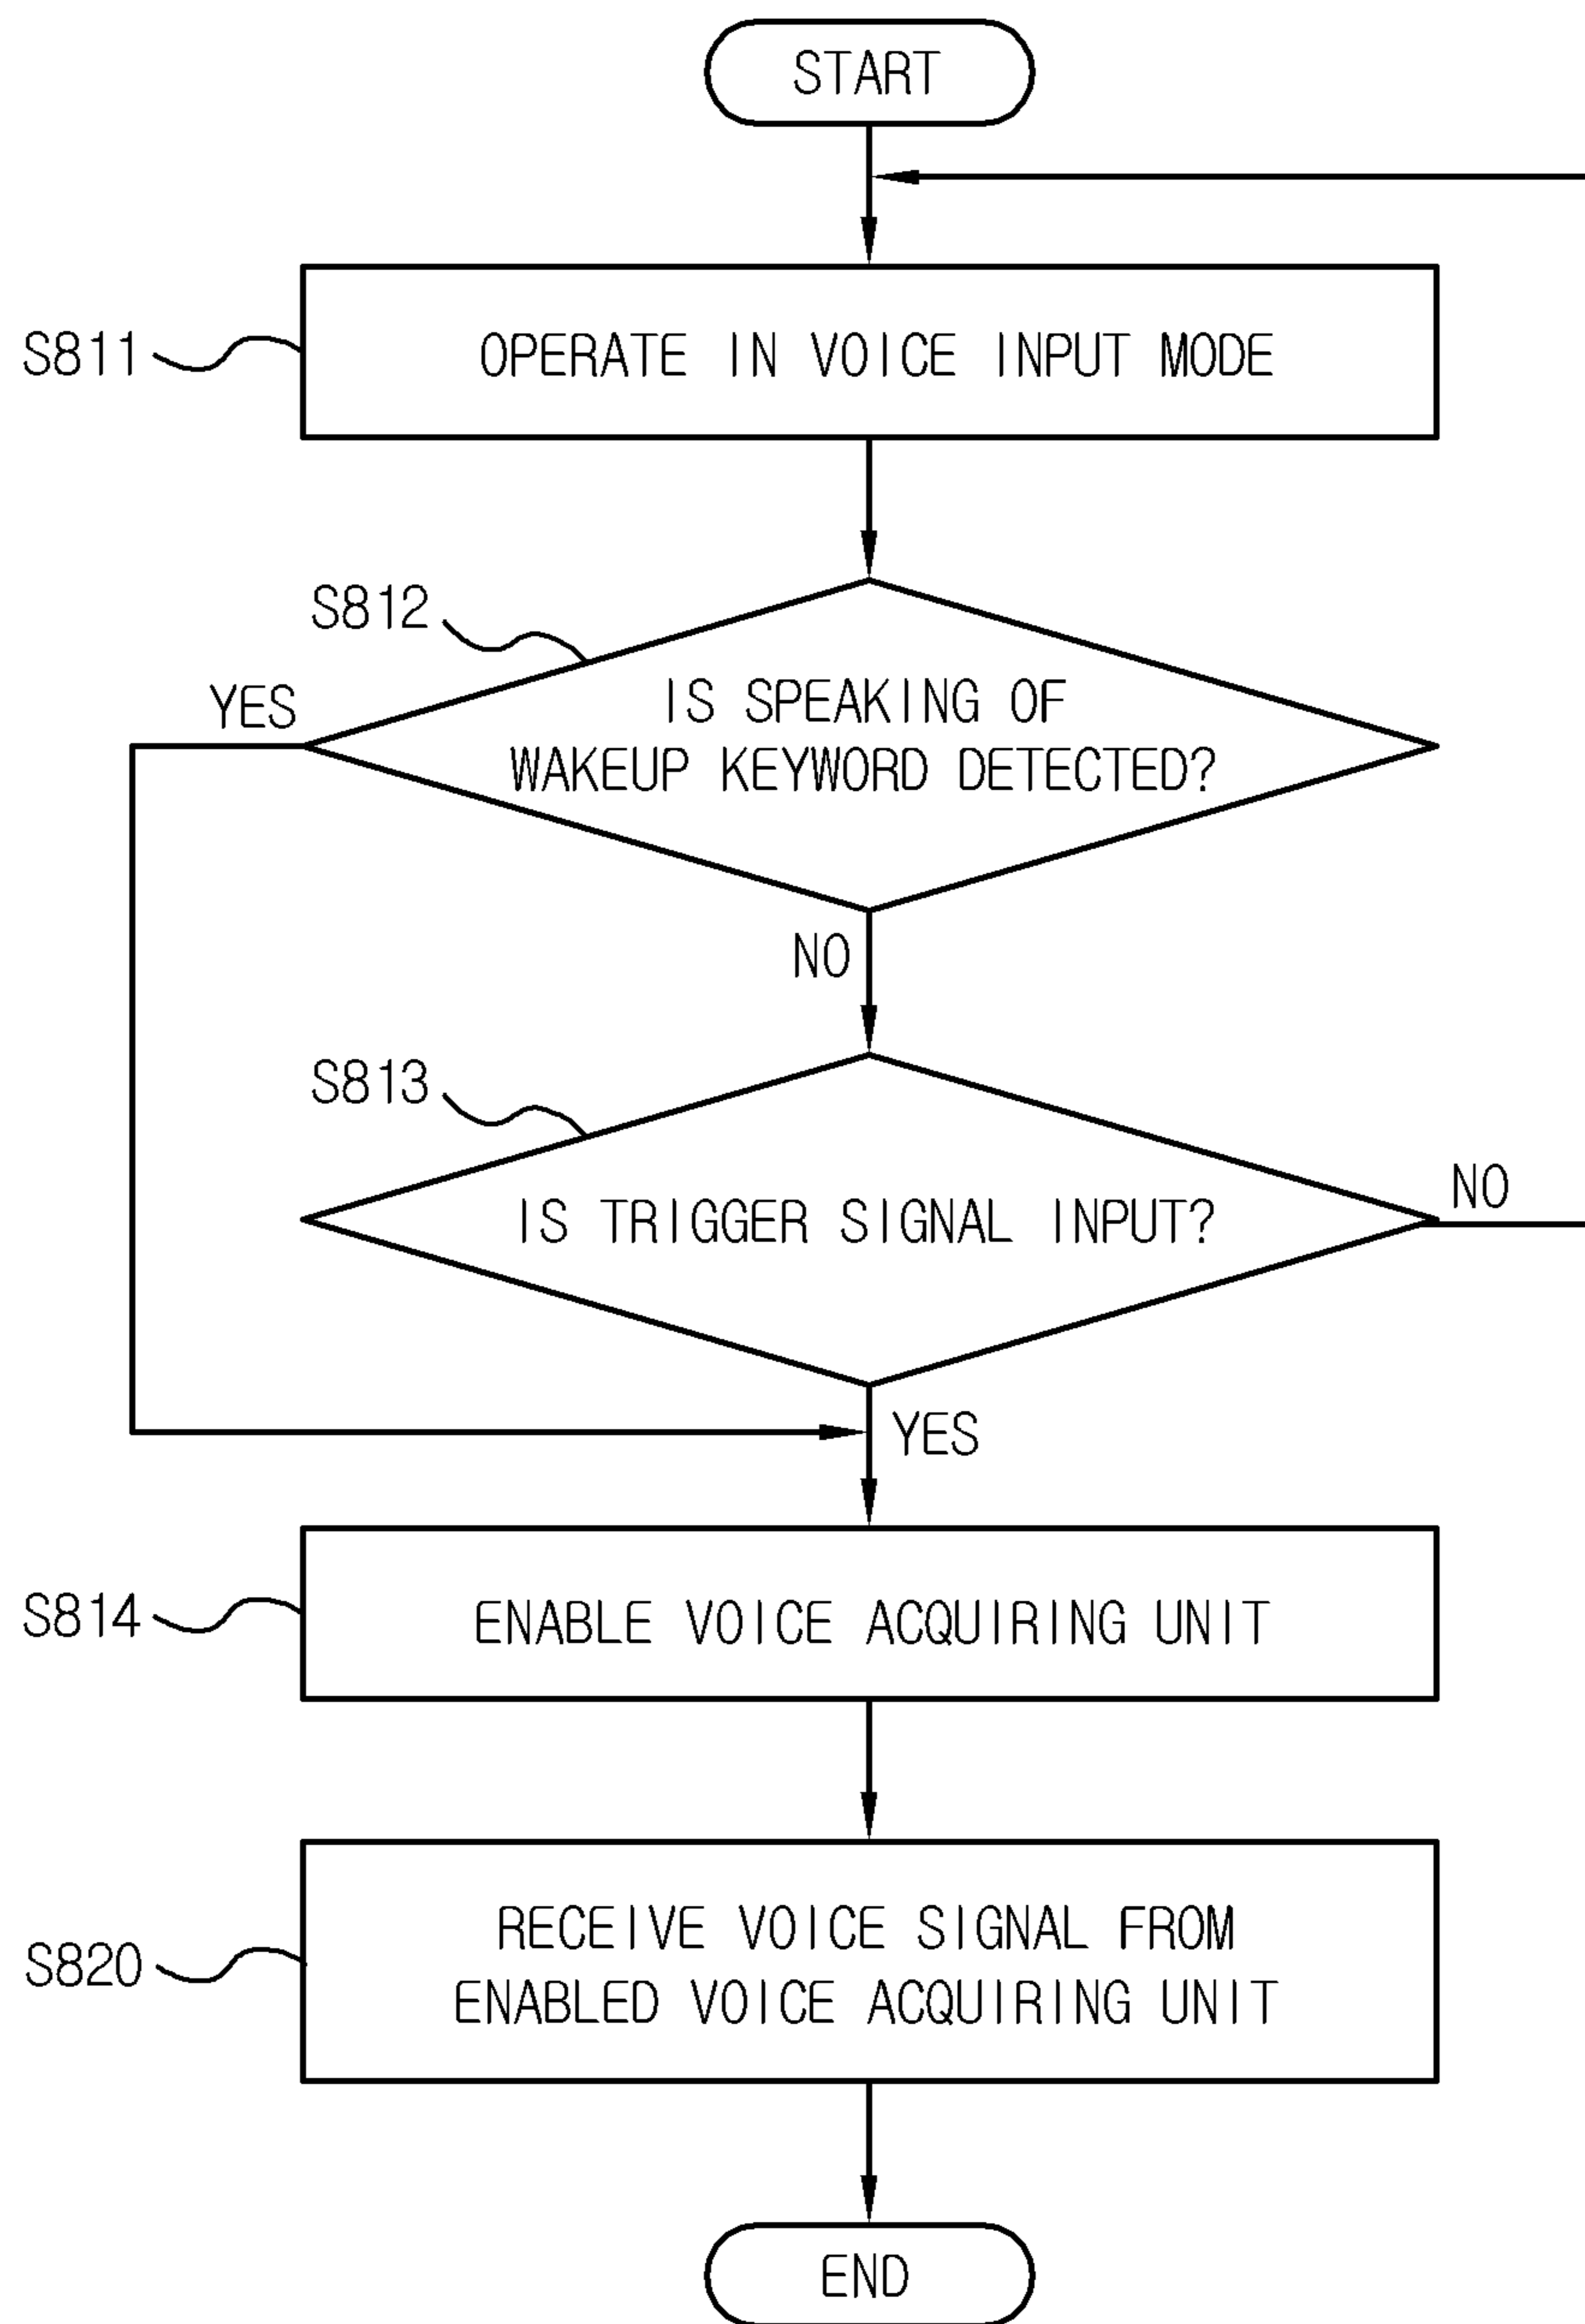 START
S811
OPERATE IN VOICE INPUT MODE
S812
YES
IS SPEAKING OF
WAKEUP KEYWORD DETECTED?
NO
S813
IS TRIGGER SIGNAL INPUT?
NO
YES
S814
ENABLE VOICE ACQUIRING UNIT
S820
RECEIVE VOICE SIGNAL FROM
ENABLED VOICE ACQUIRING UNIT
END